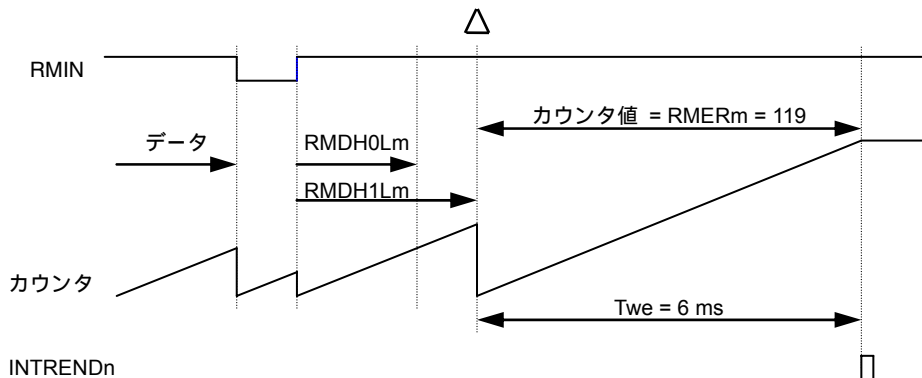 RMIN
カウンタ値 = RMERm = 119
データ
RMDH0Lm
RMDH1Lm
カウンタ
Twe = 6 ms
INTRENDn